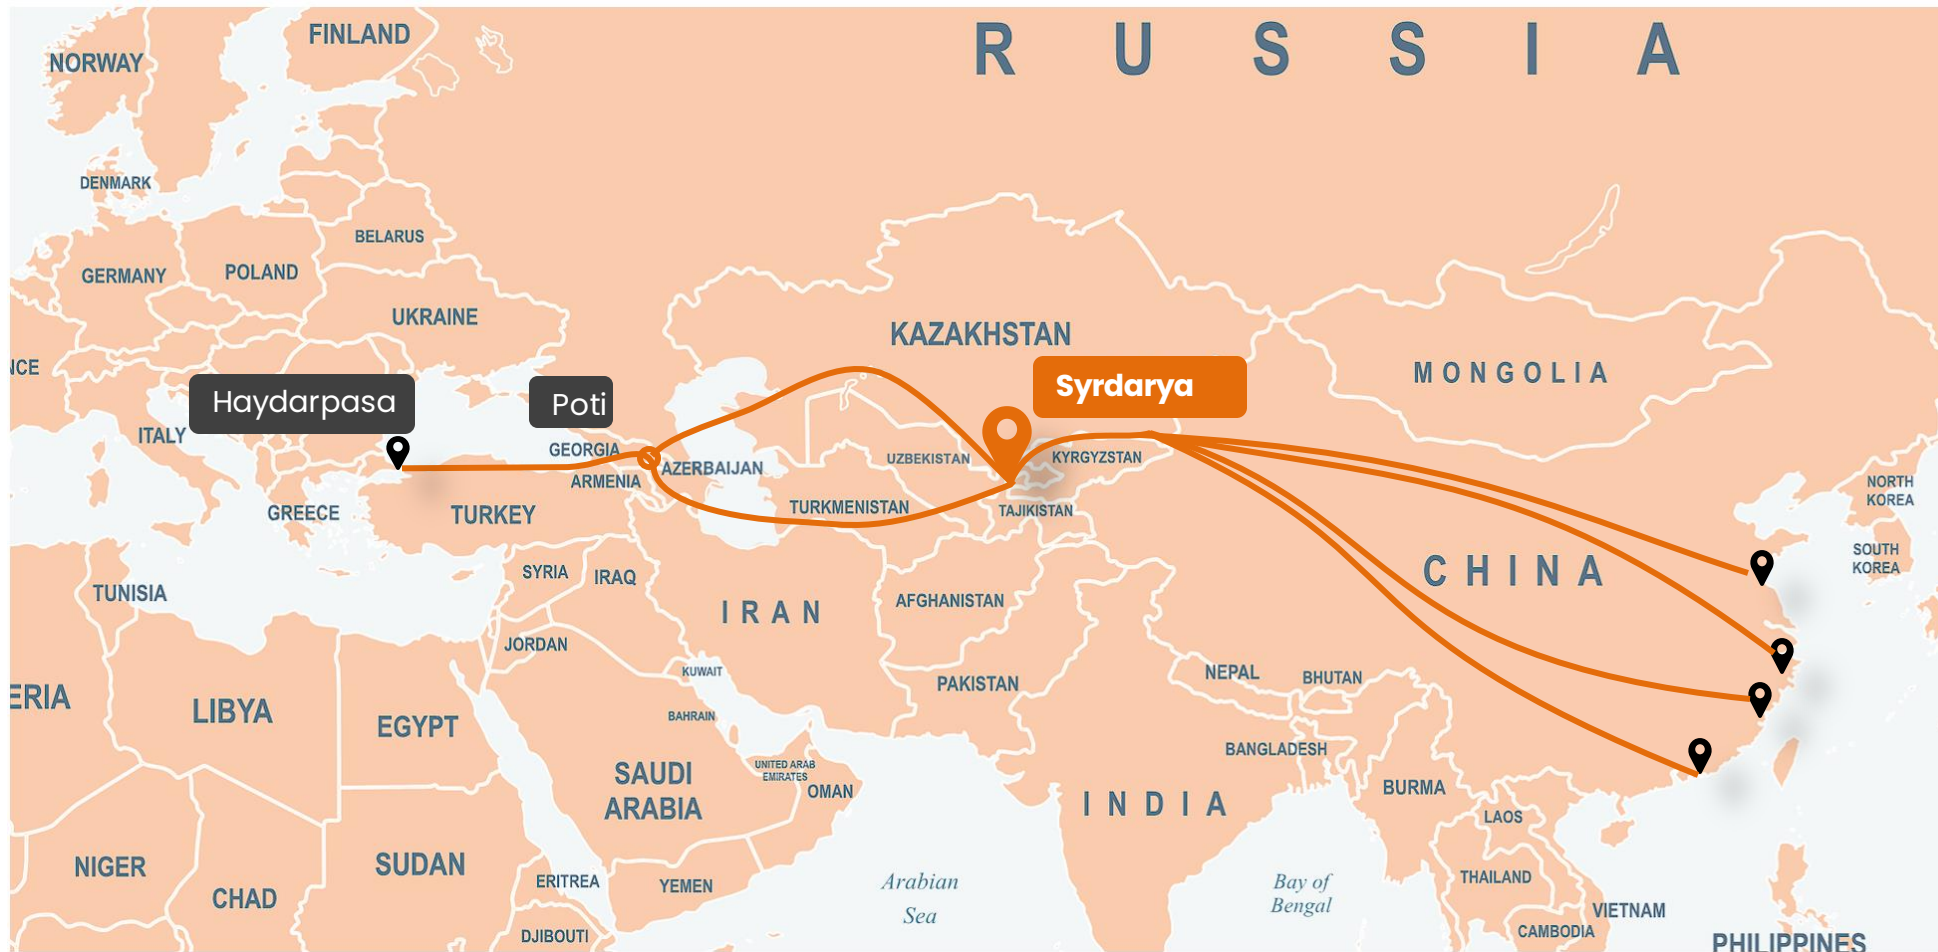 FINLAND
NORWAY
R U S S I A
DENMARK
BELARUS
GERMANY
POLAND
UKRAINE
KAZAKHSTAN
NCE
MONGOLIA
Haydarpasa
Poti
Syrdarya
ITALY
GEORGIA
AZERBAIJAN
UZBEKISTAN
KYRGYZSTAN
ARMENIA
GREECE
TURKEY
TURKMENISTAN
TAJIKISTAN
NORTH
KOREA
SOUTH
KOREA
CHINA
TUNISIA
SYRIA
IRAQ
IRAN
AFGHANISTAN
JORDAN
KUWAIT
PAKISTAN
NEPAL
BHUTAN
ERIA
LIBYA
EGYPT
BAHRAIN
BANGLADESH
SAUDI
ARABIA
UNITED ARAB
EMIRATES
OMAN
INDIA
BURMA
LAOS
NIGER
SUDAN
CHAD
ERITREA
YEMEN
Arabian
Sea
Bay of
Bengal
THAILAND
VIETNAM
CAMBODIA
DJIBOUTI
PHILIPPINES